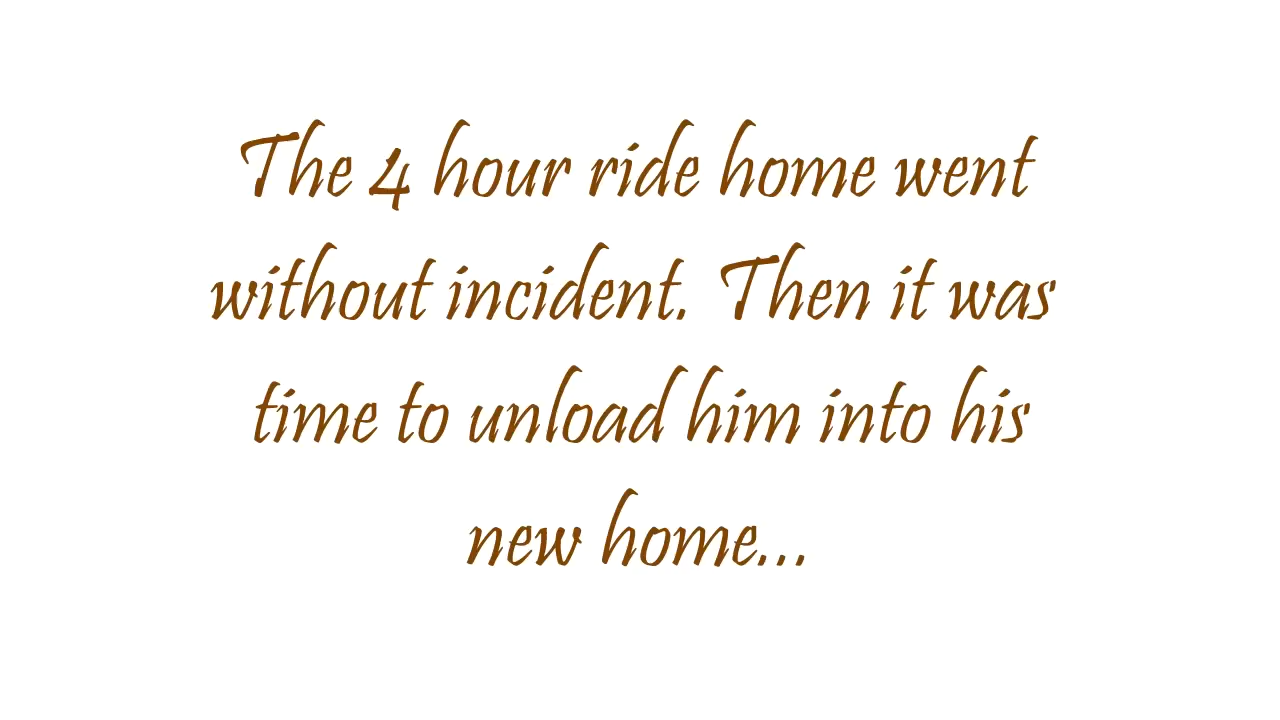 The 4 hour ride home went
without incident. Then it was
time to unload him into his
new home...